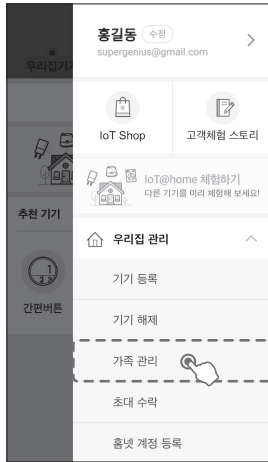 홍길동 수정
supergenius@gmail.com
우리집기기
IoT Shop
고객체험 스토리
IoT@home 체험하기
다른 기기를 미리 체험해 보세요!
추천 기기
우리집 관리
기기 등록
간편버튼
기기 해제
가족 관리
초대 수락
홈넷 계정 등록